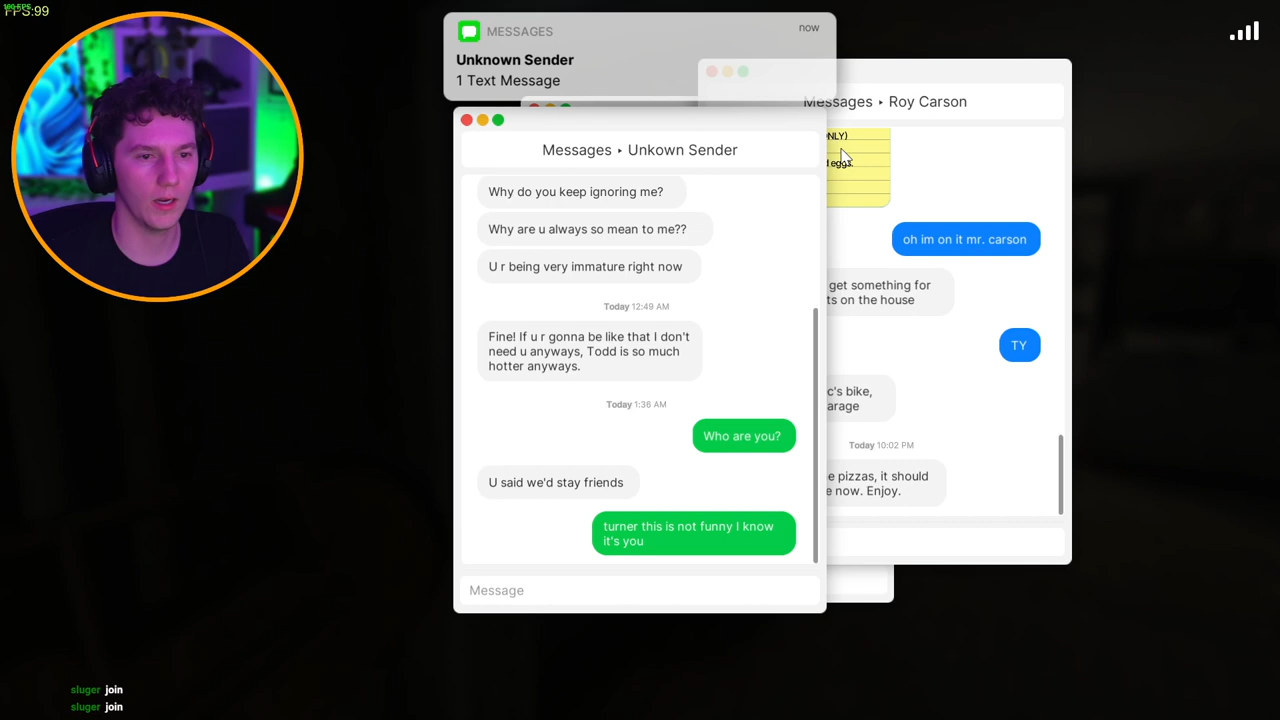 FPS:99
MESSAGES
now
Unknown Sender
1 Text Message
Messages ‣ Roy Carson
Messages ‣ Unkown Sender
Why do you keep ignoring me?
Why are u always so mean to me??
U r being very immature right now
Today 12:49 AM
Fine! If u r gonna be like that I don't
need u anyways, Todd is so much
hotter anyways.
Today 1:36 AM
Who are you?
U said we'd stay friends
turner this is not funny I know
it's you
Message
NLY)
d eggs.
oh im on it mr. carson
get something for
ts on the house
TY
c's bike,
arage
Today 10:02 PM
e pizzas, it should
e now. Enjoy.
sluger join
sluger join